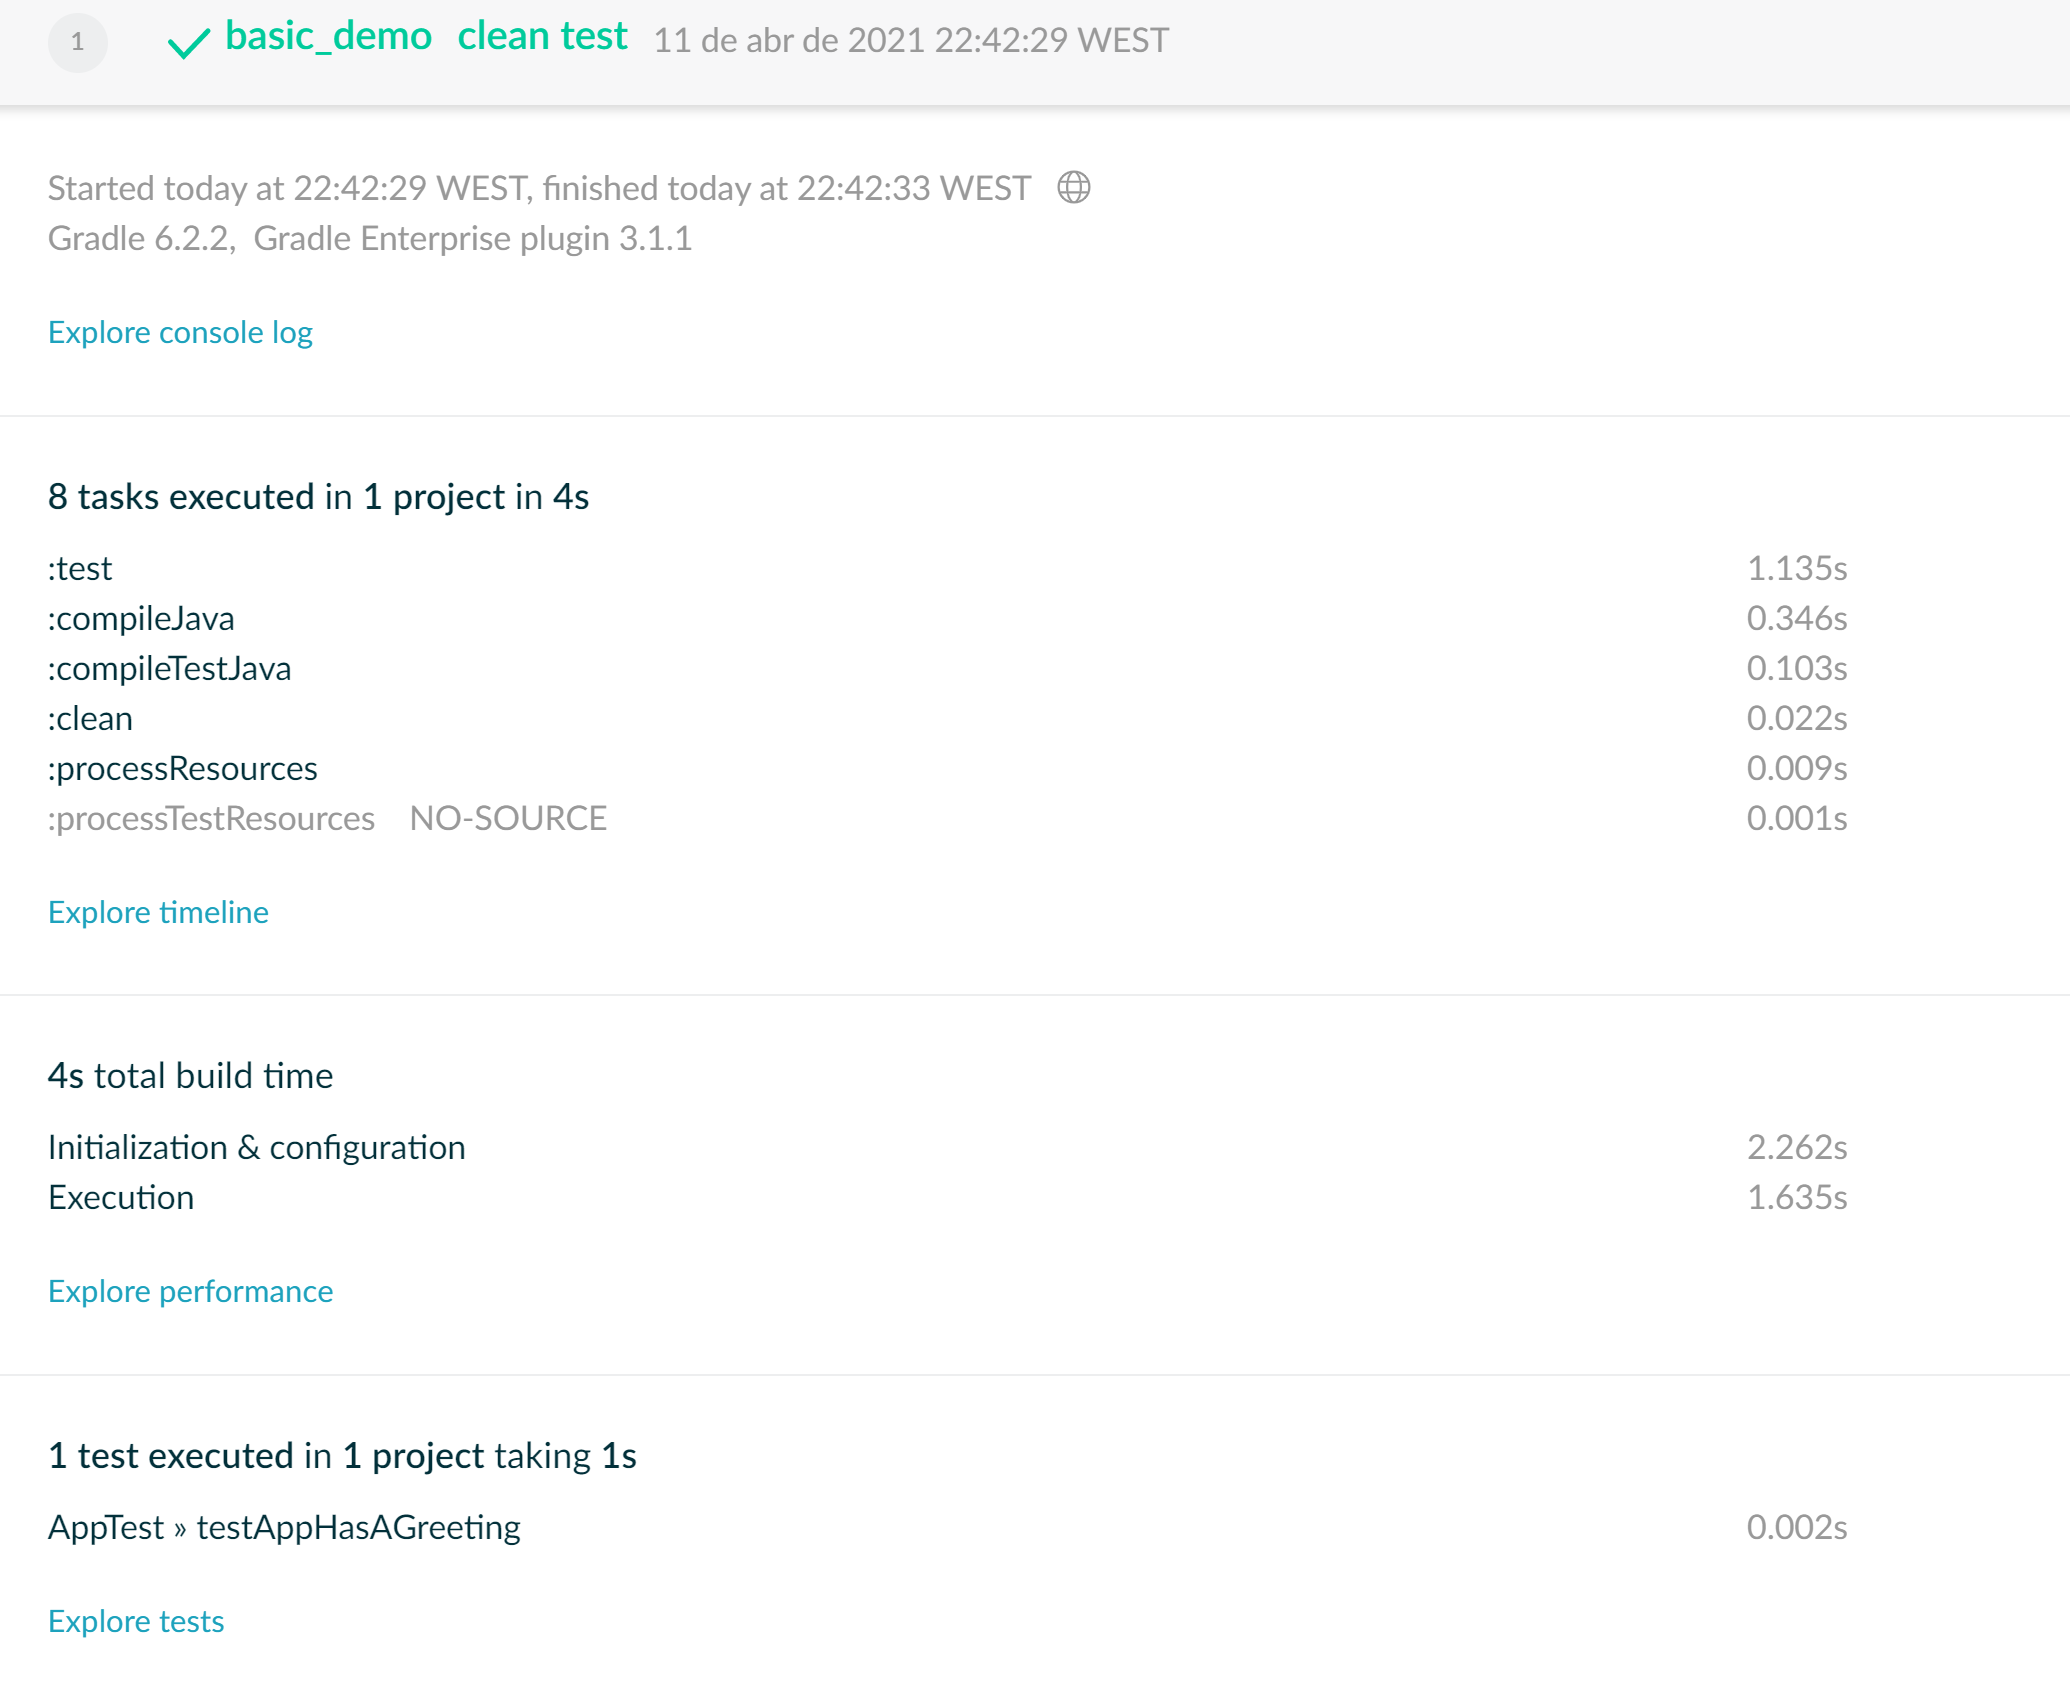 1 basic_demo clean test 11 de abr de 2021 22:42:29 WEST
Started today at 22:42:29 WEST, finished today at 22:42:33 WEST
Gradle 6.2.2, Gradle Enterprise plugin 3.1.1
Explore console log
8 tasks executed in 1 project in 4s
:test 1.135s
:compileJava 0.346s
:compileTestJava 0.103s
:clean 0.022s
:processResources 0.009s
:processTestResources NO-SOURCE 0.001s
Explore timeline
4s total build time
Initialization & configuration 2.262s
Execution 1.635s
Explore performance
1 test executed in 1 project taking 1s
AppTest » testAppHasAGreeting 0.002s
Explore tests